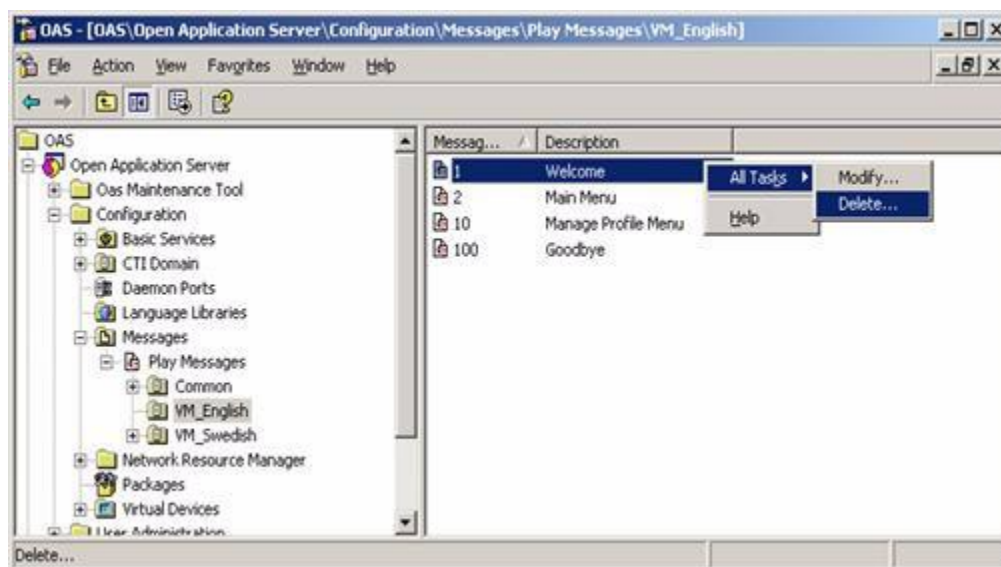 OAS - [OAS\Open Application Server\Configuration\Messages\Play Messages\VM_English]
File Action View Favorites Window Help
OAS
Open Application Server
Oas Maintenance Tool
Configuration
Basic Services
CTI Domain
Daemon Ports
Language Libraries
Messages
Play Messages
Common
VM_English
VM_Swedish
Network Resource Manager
Packages
Virtual Devices
User Administration
Messag... Description
1 Welcome
2 Main Menu
10 Manage Profile Menu
100 Goodbye
All Tasks
Help
Modify...
Delete...
Delete...